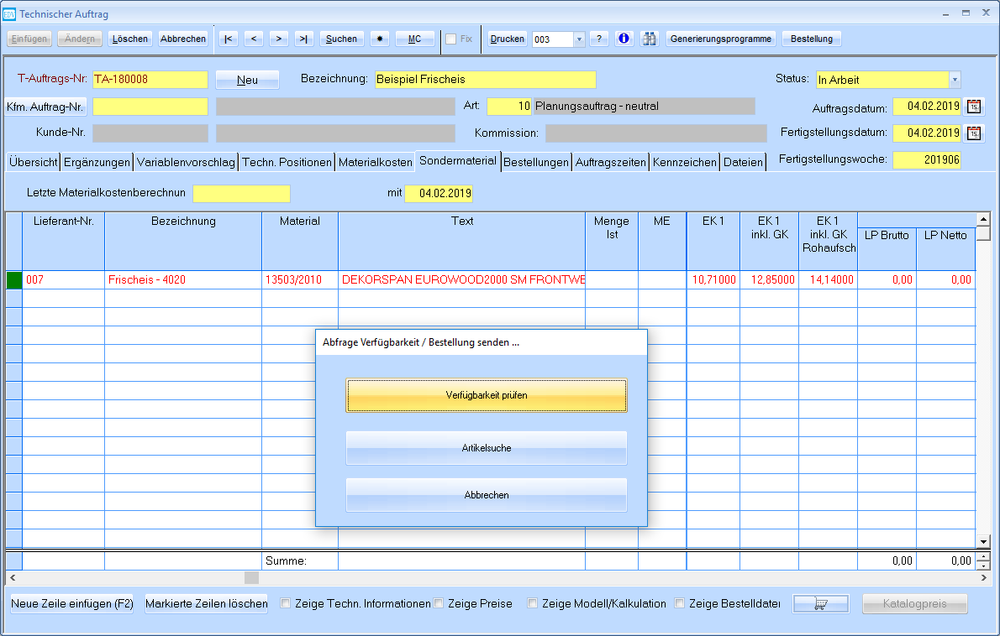 EDV Technischer Auftrag
Einfügen Ändern Löschen Abbrechen |< < > >| Suchen * MC Fix Drucken 003 ? Generierungsprogramme Bestellung
T-Auftrags-Nr: TA-180008 Neu Bezeichnung: Beispiel Frischeis Status: In Arbeit
Kfm. Auftrag-Nr. Art: 10 Planungsauftrag - neutral Auftragsdatum: 04.02.2019 15
Kunde-Nr. Kommission: Fertigstellungsdatum: 04.02.2019 15
Übersicht Ergänzungen Variablenvorschlag Techn. Positionen Materialkosten Sondermaterial Bestellungen Auftragszeiten Kennzeichen Dateien Fertigstellungswoche: 201906
Letzte Materialkostenberechnun mit 04.02.2019
Lieferant-Nr. Bezeichnung Material Text Menge ME EK 1 EK 1 EK 1
Ist inkl. GK inkl. GK LP Brutto LP Netto
Rohaufsch
007 Frischeis - 4020 13503/2010 DEKORSPAN EUROWOOD2000 SM FRONTWE 10,71000 12,85000 14,14000 0,00 0,00
Abfrage Verfügbarkeit / Bestellung senden ...
Verfügbarkeit prüfen
Artikelsuche
Abbrechen
Summe: 0,00 0,00
Neue Zeile einfügen (F2) Markierte Zeilen löschen Zeige Techn. Informationen Zeige Preise Zeige Modell/Kalkulation Zeige Bestelldatei Katalogpreis